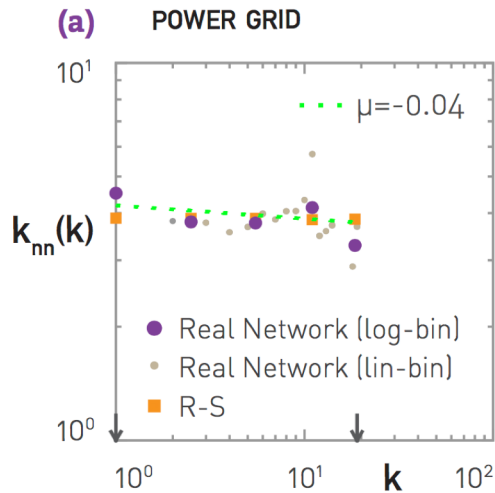 (a) POWER GRID
10¹
μ=-0.04
kₙₙ(k)
Real Network (log-bin)
Real Network (lin-bin)
R-S
10⁰
10⁰ 10¹ k 10²